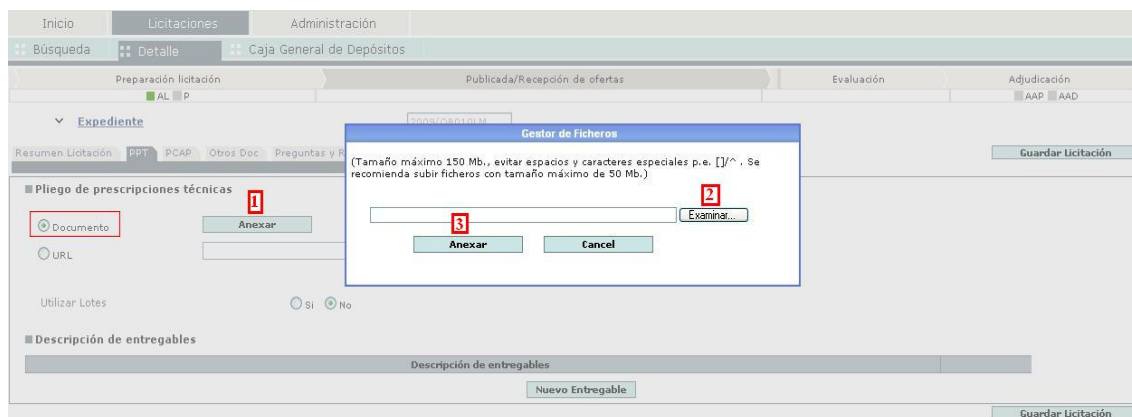 Inicio Licitaciones Administración
Búsqueda Detalle Caja General de Depósitos
Preparación licitación Publicada/Recepción de ofertas Evaluación Adjudicación
AL P AAP AAD
Expediente 2009/OB010LM
Gestor de Ficheros
Resumen Licitación PPT PCAP Otros Doc Preguntas y R Guardar Licitación
(Tamaño máximo 150 Mb., evitar espacios y caracteres especiales p.e. []/^ . Se
recomienda subir ficheros con tamaño máximo de 50 Mb.)
Pliego de prescripciones técnicas
1
2
Examinar...
Documento Anexar
3
Anexar Cancel
URL
Utilizar Lotes Si No
Descripción de entregables
Descripción de entregables
Nuevo Entregable
Guardar Licitación